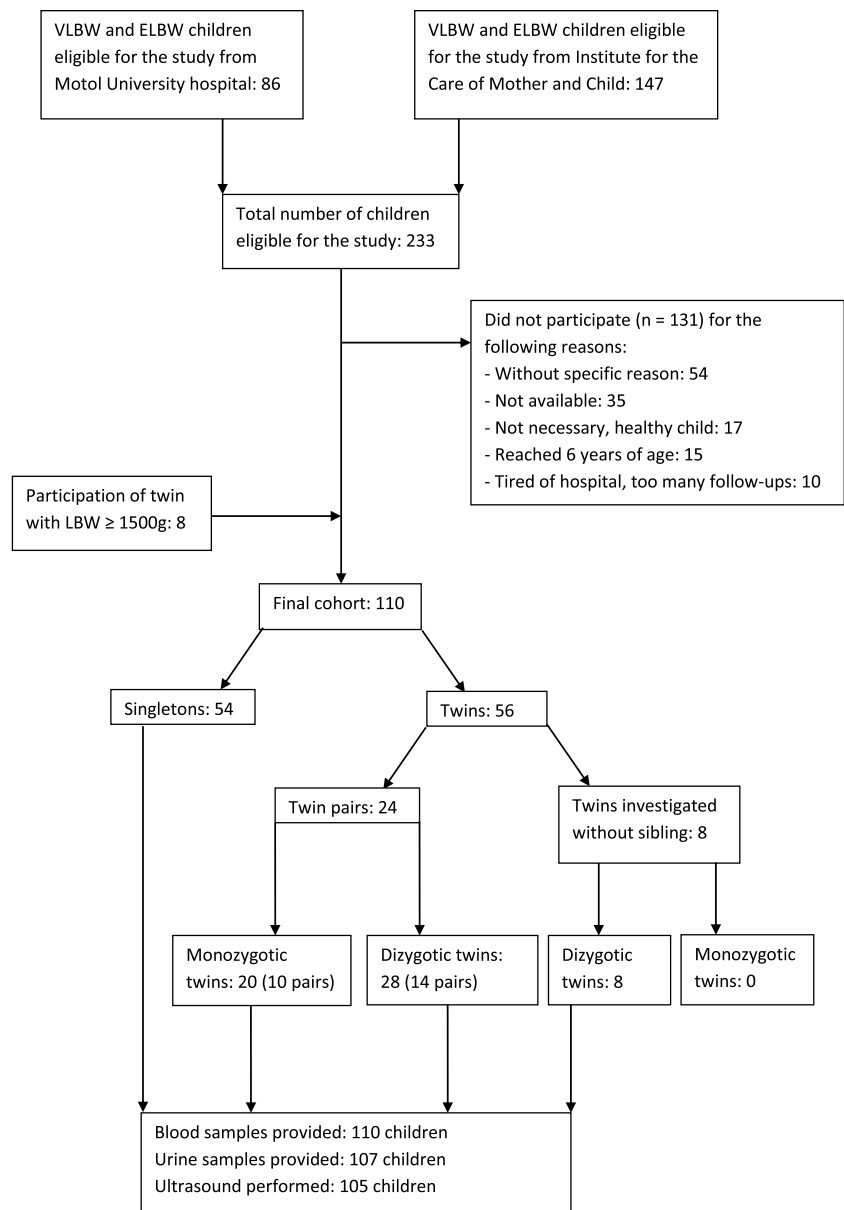 VLBW and ELBW children
eligible for the study from
Motol University hospital: 86
VLBW and ELBW children eligible
for the study from Institute for the
Care of Mother and Child: 147
Total number of children
eligible for the study: 233
Did not participate (n = 131) for the
following reasons:
- Without specific reason: 54
- Not available: 35
- Not necessary, healthy child: 17
- Reached 6 years of age: 15
- Tired of hospital, too many follow-ups: 10
Participation of twin
with LBW ≥ 1500g: 8
Final cohort: 110
Singletons: 54
Twins: 56
Twin pairs: 24
Twins investigated
without sibling: 8
Monozygotic
twins: 20 (10 pairs)
Dizygotic twins:
28 (14 pairs)
Dizygotic
twins: 8
Monozygotic
twins: 0
Blood samples provided: 110 children
Urine samples provided: 107 children
Ultrasound performed: 105 children